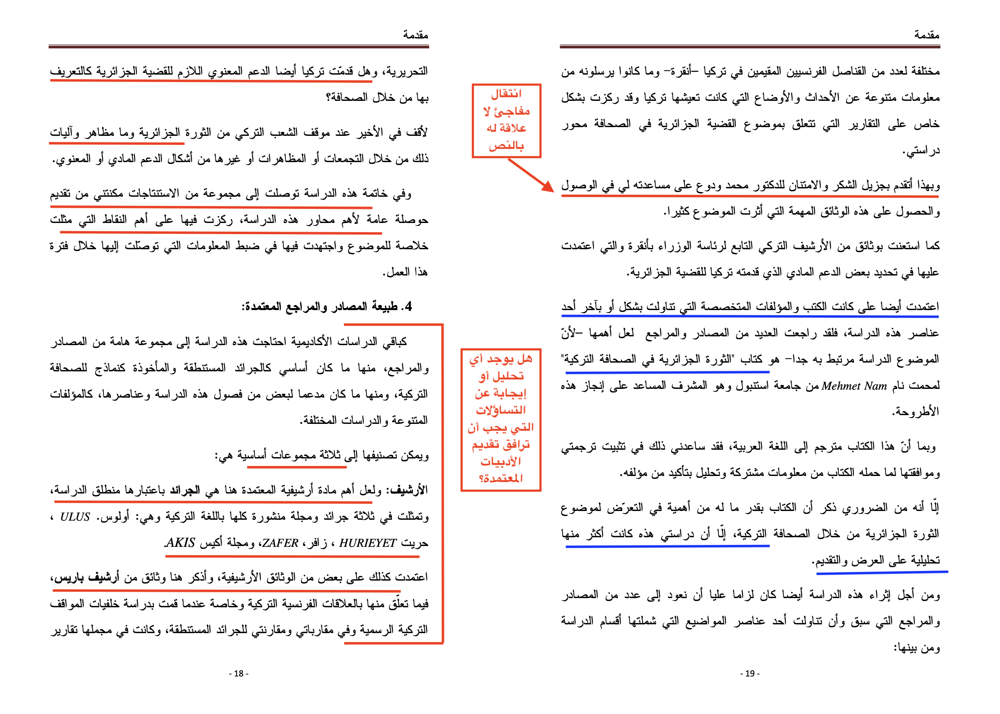 مقدمة
التحريرية، وهل قدمّت تركيا أيضا الدعم المعنوي اللازم للقضية الجزائرية كالتعريف
بها من خلال الصحافة؟
لأقف في الأخير عند موقف الشعب التركي من الثورة الجزائرية وما مظاهر وآليات
ذلك من خلال التجمعات أو المظاهرات أو غيرها من أشكال الدعم المادي أو المعنوي.
وفي خاتمة هذه الدراسة توصلت إلى مجموعة من الاستنتاجات مكنتني من تقديم
حوصلة عامة لأهم محاور هذه الدراسة، ركزت فيها على أهم النقاط التي مثلت
خلاصة للموضوع واجتهدت فيها في ضبط المعلومات التي توصّلت إليها خلال فترة
هذا العمل.
4. طبيعة المصادر والمراجع المعتمدة:
كباقي الدراسات الأكاديمية احتاجت هذه الدراسة إلى مجموعة هامة من المصادر
والمراجع، منها ما كان أساسي كالجرائد المستنطقة والمأخوذة كنماذج للصحافة
التركية، ومنها ما كان مدعما لبعض من فصول هذه الدراسة وعناصرها، كالمؤلفات
المتنوعة والدراسات المختلفة.
ويمكن تصنيفها إلى ثلاثة مجموعات أساسية هي:
الأرشيف: ولعل أهم مادة أرشيفية المعتمدة هنا هي الجرائد باعتبارها منطلق الدراسة،
وتمثلت في ثلاثة جرائد ومجلة منشورة كلها باللغة التركية وهي: أولوس. ULUS ،
حريت HURIEYET ، زافر، ZAFER، ومجلة أكيس AKIS.
اعتمدت كذلك على بعض من الوثائق الأرشيفية، وأذكر هنا وثائق من أرشيف باريس،
فيما تعلّق منها بالعلاقات الفرنسية التركية وخاصة عندما قمت بدراسة خلفيات المواقف
التركية الرسمية وفي مقارباتي ومقارنتي للجرائد المستنطقة، وكانت في مجملها تقارير
- 18 -
انتقال
مفاجئ لا
علاقة له
بالنص
هل يوجد أي
تحليل أو
إيجابة عن
التساؤلات
التي يجب أن
ترافق تقديم
الأدبيات
المعتمدة؟
مقدمة
مختلفة لعدد من القناصل الفرنسيين المقيمين في تركيا –أنقرة– وما كانوا يرسلونه من
معلومات متنوعة عن الأحداث والأوضاع التي كانت تعيشها تركيا وقد ركزت بشكل
خاص على التقارير التي تتعلق بموضوع القضية الجزائرية في الصحافة محور
دراستي.
وبهذا أتقدم بجزيل الشكر والامتنان للدكتور محمد ودوع على مساعدته لي في الوصول
والحصول على هذه الوثائق المهمة التي أثرت الموضوع كثيرا.
كما استعنت بوثائق من الأرشيف التركي التابع لرئاسة الوزراء بأنقرة والتي اعتمدت
عليها في تحديد بعض الدعم المادي الذي قدمته تركيا للقضية الجزائرية.
اعتمدت أيضا على كانت الكتب والمؤلفات المتخصصة التي تناولت بشكل أو بآخر أحد
عناصر هذه الدراسة، فلقد راجعت العديد من المصادر والمراجع لعل أهمها –لأنّ
الموضوع الدراسة مرتبط به جدا– هو كتاب "الثورة الجزائرية في الصحافة التركية"
لمحمت نام Mehmet Nam من جامعة استنبول وهو المشرف المساعد على إنجاز هذه
الأطروحة.
وبما أنّ هذا الكتاب مترجم إلى اللغة العربية، فقد ساعدني ذلك في تثبيت ترجمتي
وموافقتها لما حمله الكتاب من معلومات مشتركة وتحليل بتأكيد من مؤلفه.
إلّا أنه من الضروري ذكر أن الكتاب بقدر ما له من أهمية في التعرّض لموضوع
الثورة الجزائرية من خلال الصحافة التركية، إلّا أن دراستي هذه كانت أكثر منها
تحليلية على العرض والتقديم.
ومن أجل إثراء هذه الدراسة أيضا كان لزاما عليا أن نعود إلى عدد من المصادر
والمراجع التي سبق وأن تناولت أحد عناصر المواضيع التي شملتها أقسام الدراسة
ومن بينها:
- 19 -